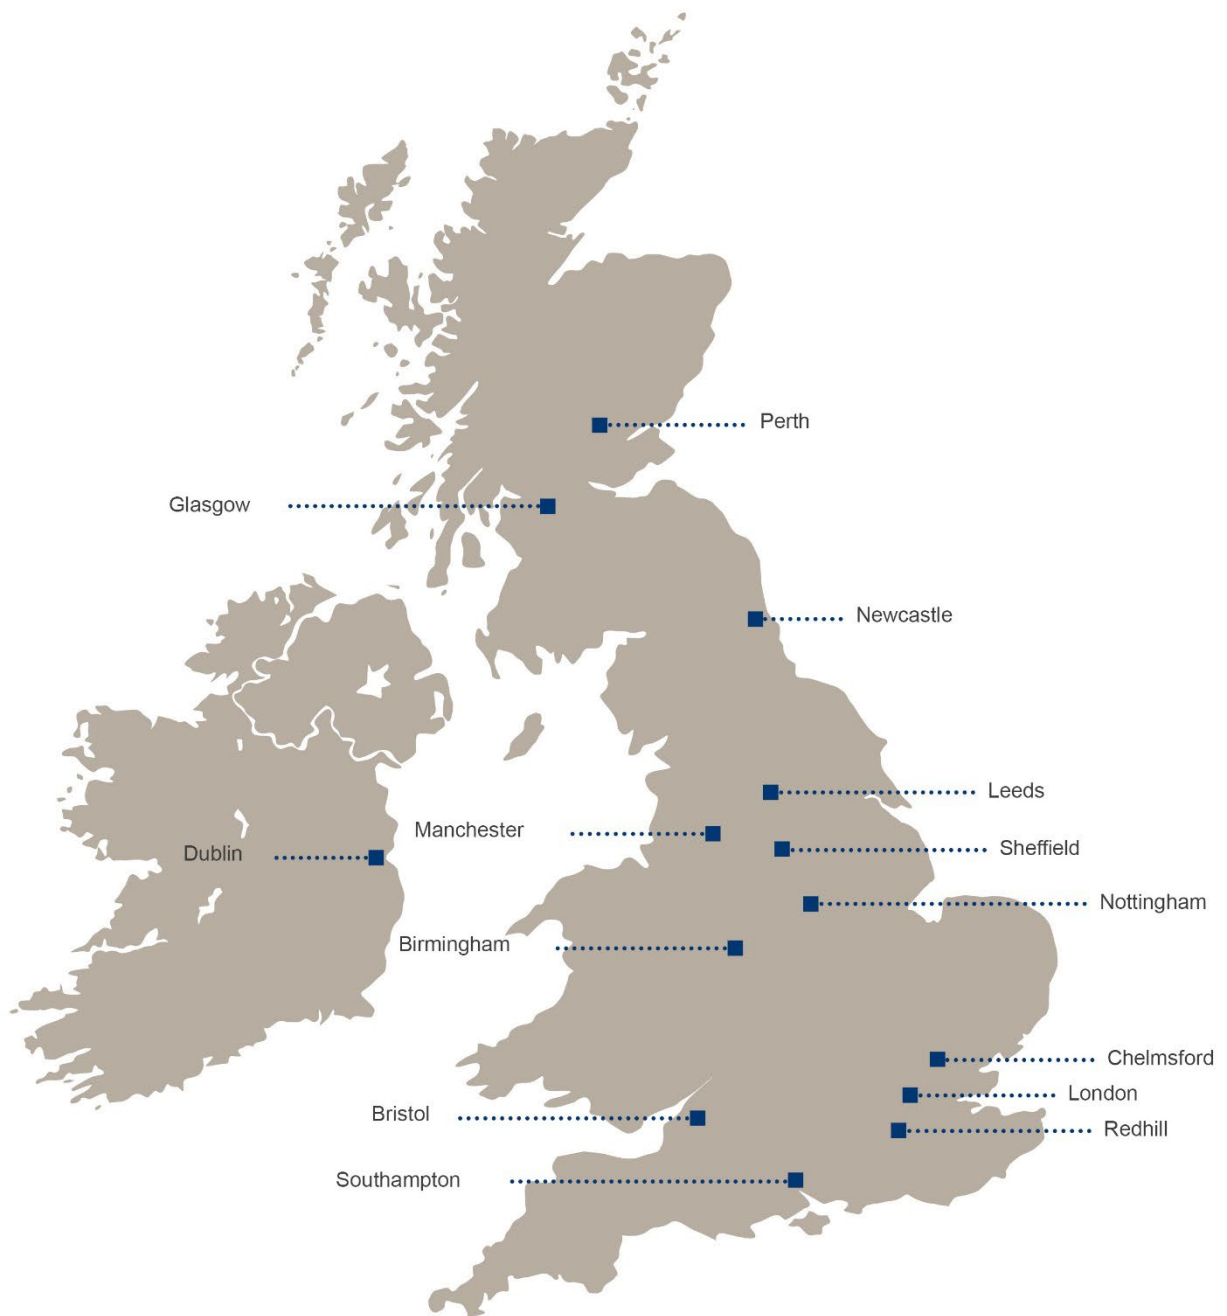 Perth
Glasgow
Newcastle
Leeds
Manchester
Sheffield
Dublin
Nottingham
Birmingham
Chelmsford
London
Bristol
Redhill
Southampton